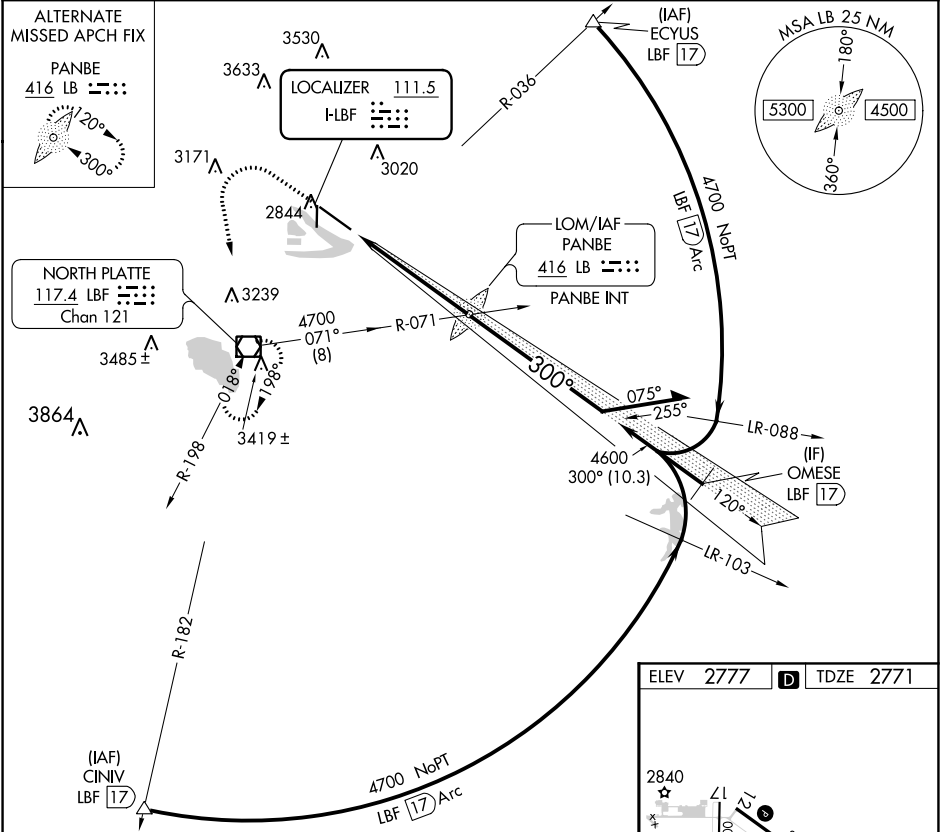 ALTERNATE
MISSED APCH FIX
PANBE
416 LB
120°
300°
3530
3633
LOCALIZER 111.5
I-LBF
3171
3020
2844
(IAF)
ECYUS
LBF 17
R-036
MSA LB 25 NM
180°
5300
4500
360°
4700 NoPT
LBF 17 Arc
LOM/IAF
PANBE
416 LB
PANBE INT
NORTH PLATTE
117.4 LBF
Chan 121
3239
4700
071°
(8)
R-071
3485 ±
018°
198°
3419 ±
3864
R-198
300°
075°
255°
LR-088
4600
300° (10.3)
(IF)
OMESE
LBF 17
120°
LR-103
R-182
(IAF)
CINIV
LBF 17
4700 NoPT
LBF 17 Arc
ELEV 2777
D
TDZE 2771
2840
17
12
P